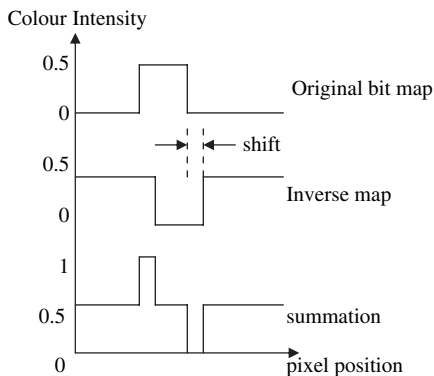 Colour Intensity
0.5
Original bit map
0
shift
0.5
Inverse map
0
1
summation
0.5
pixel position
0